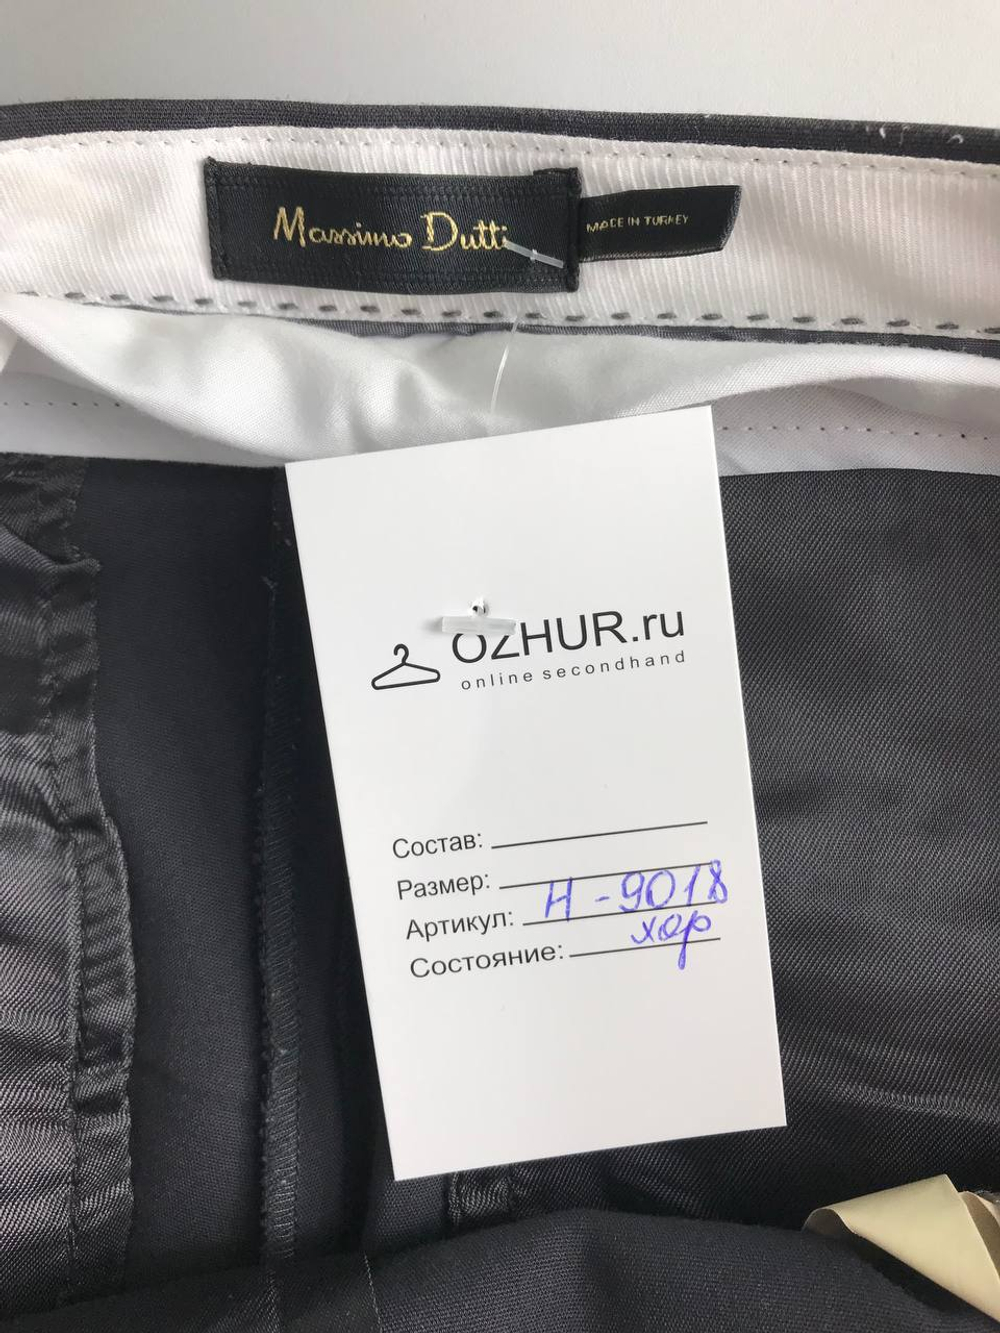 Massimo Dutti
MADE IN TURKEY
OZHUR.ru
online secondhand
Состав:
Размер:
Артикул: Н-9018
Состояние: хор